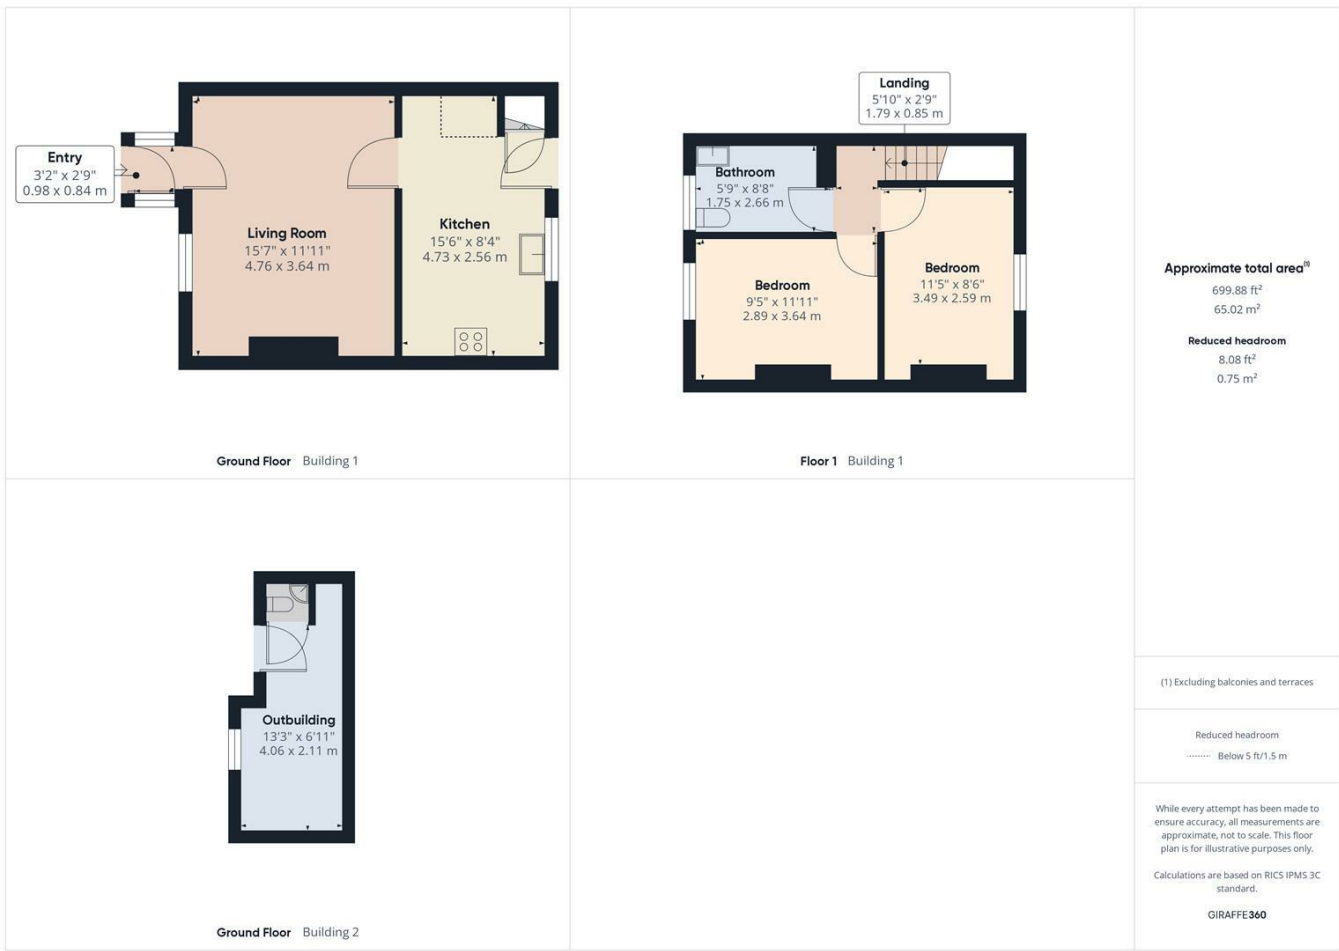 Entry
3'2" x 2'9"
0.98 x 0.84 m
Living Room
15'7" x 11'11"
4.76 x 3.64 m
Kitchen
15'6" x 8'4"
4.73 x 2.56 m
Ground Floor Building 1
Landing
5'10" x 2'9"
1.79 x 0.85 m
Bathroom
5'9" x 8'8"
1.75 x 2.66 m
Bedroom
9'5" x 11'11"
2.89 x 3.64 m
Bedroom
11'5" x 8'6"
3.49 x 2.59 m
Floor 1 Building 1
Outbuilding
13'3" x 6'11"
4.06 x 2.11 m
Ground Floor Building 2
Approximate total area(1)
699.88 ft²
65.02 m²
Reduced headroom
8.08 ft²
0.75 m²
(1) Excluding balconies and terraces
Reduced headroom
Below 5 ft/1.5 m
While every attempt has been made to
ensure accuracy, all measurements are
approximate, not to scale. This floor
plan is for illustrative purposes only.
Calculations are based on RICS IPMS 3C
standard.
GIRAFFE360